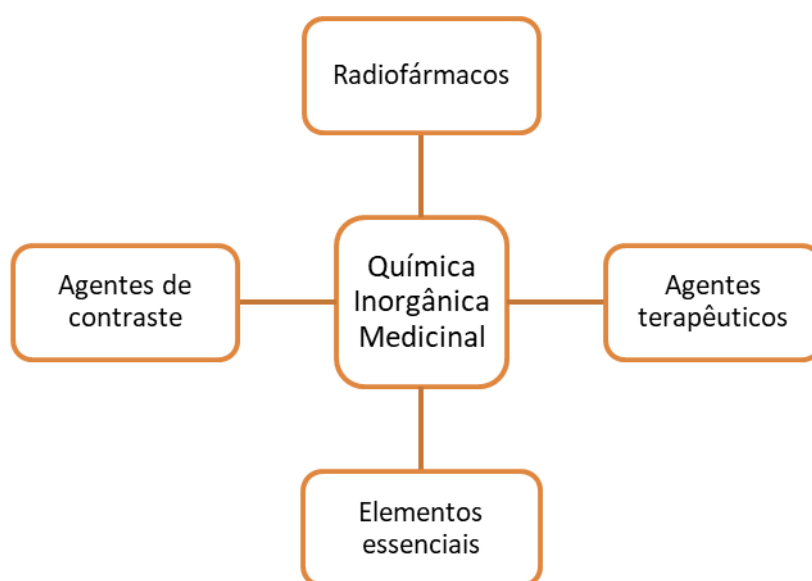 Radiofármacos
Agentes de
contraste
Química
Inorgânica
Medicinal
Agentes
terapêuticos
Elementos
essenciais